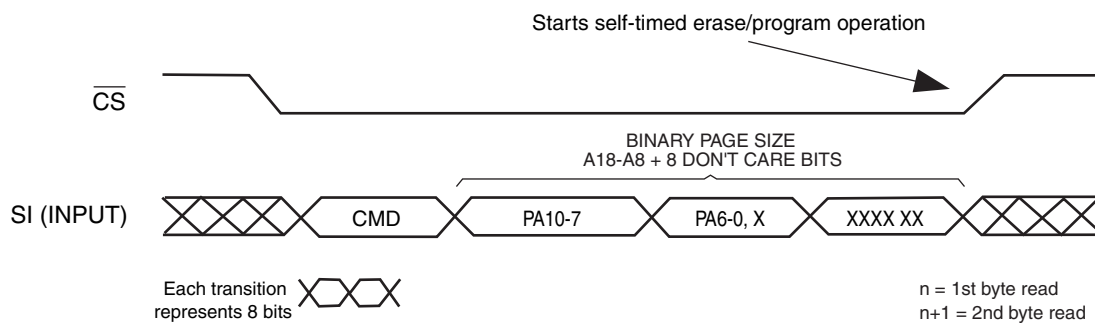 Starts self-timed erase/program operation
CS
BINARY PAGE SIZE
A18-A8 + 8 DON'T CARE BITS
SI (INPUT)
CMD
PA10-7
PA6-0, X
XXXX XX
Each transition
represents 8 bits
n = 1st byte read
n+1 = 2nd byte read